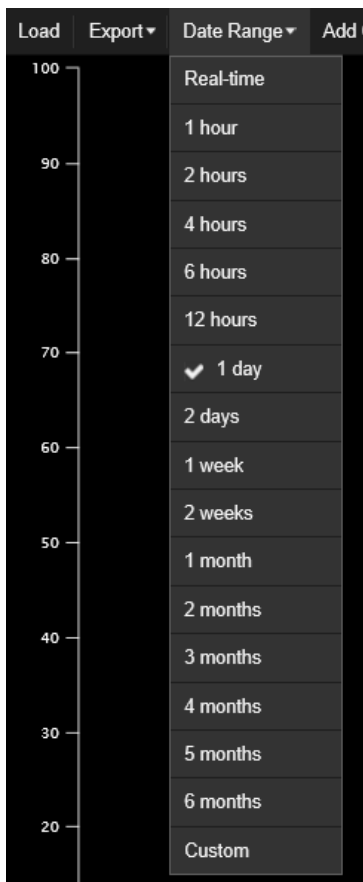 Load Export Date Range Add
100
90
80
70
60
50
40
30
20
Real-time
1 hour
2 hours
4 hours
6 hours
12 hours
1 day
2 days
1 week
2 weeks
1 month
2 months
3 months
4 months
5 months
6 months
Custom